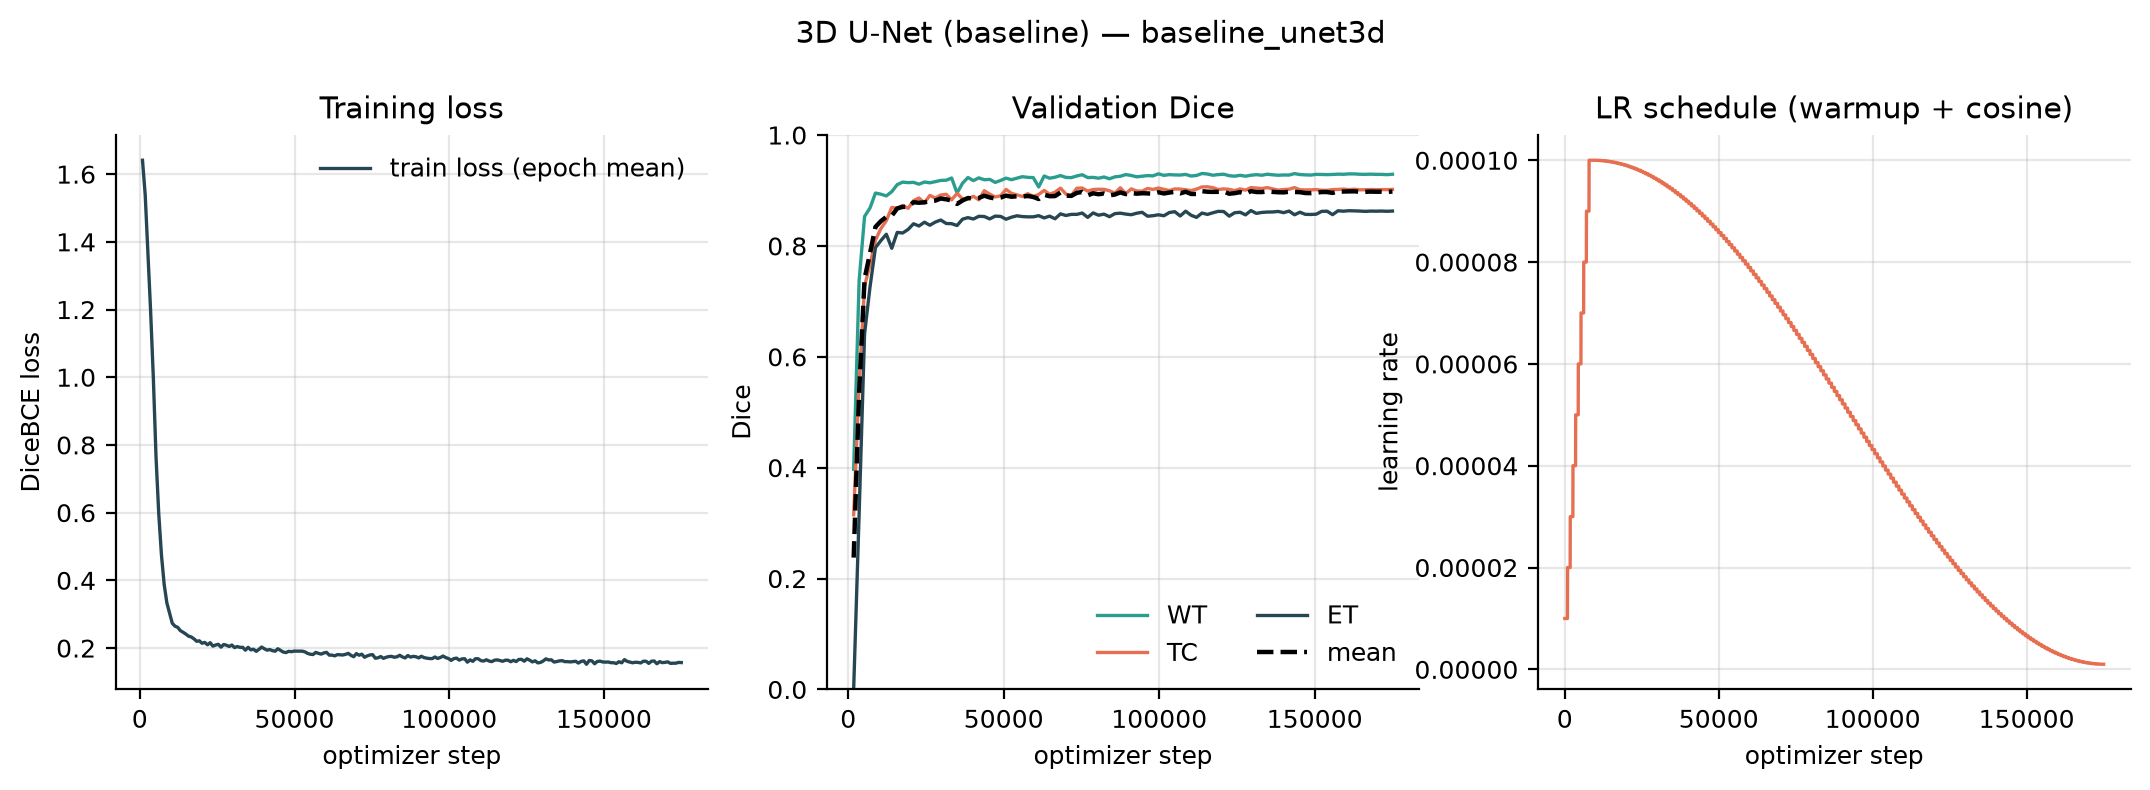 3D U-Net (baseline) — baseline_unet3d
Training loss
DiceBCE loss
1.6
1.4
1.2
1.0
0.8
0.6
0.4
0.2
train loss (epoch mean)
0 50000 100000 150000
optimizer step
Validation Dice
Dice
1.0
0.8
0.6
0.4
0.2
0.0
WT ET
TC mean
0 50000 100000 150000
optimizer step
LR schedule (warmup + cosine)
learning rate
0.00010
0.00008
0.00006
0.00004
0.00002
0.00000
0 50000 100000 150000
optimizer step